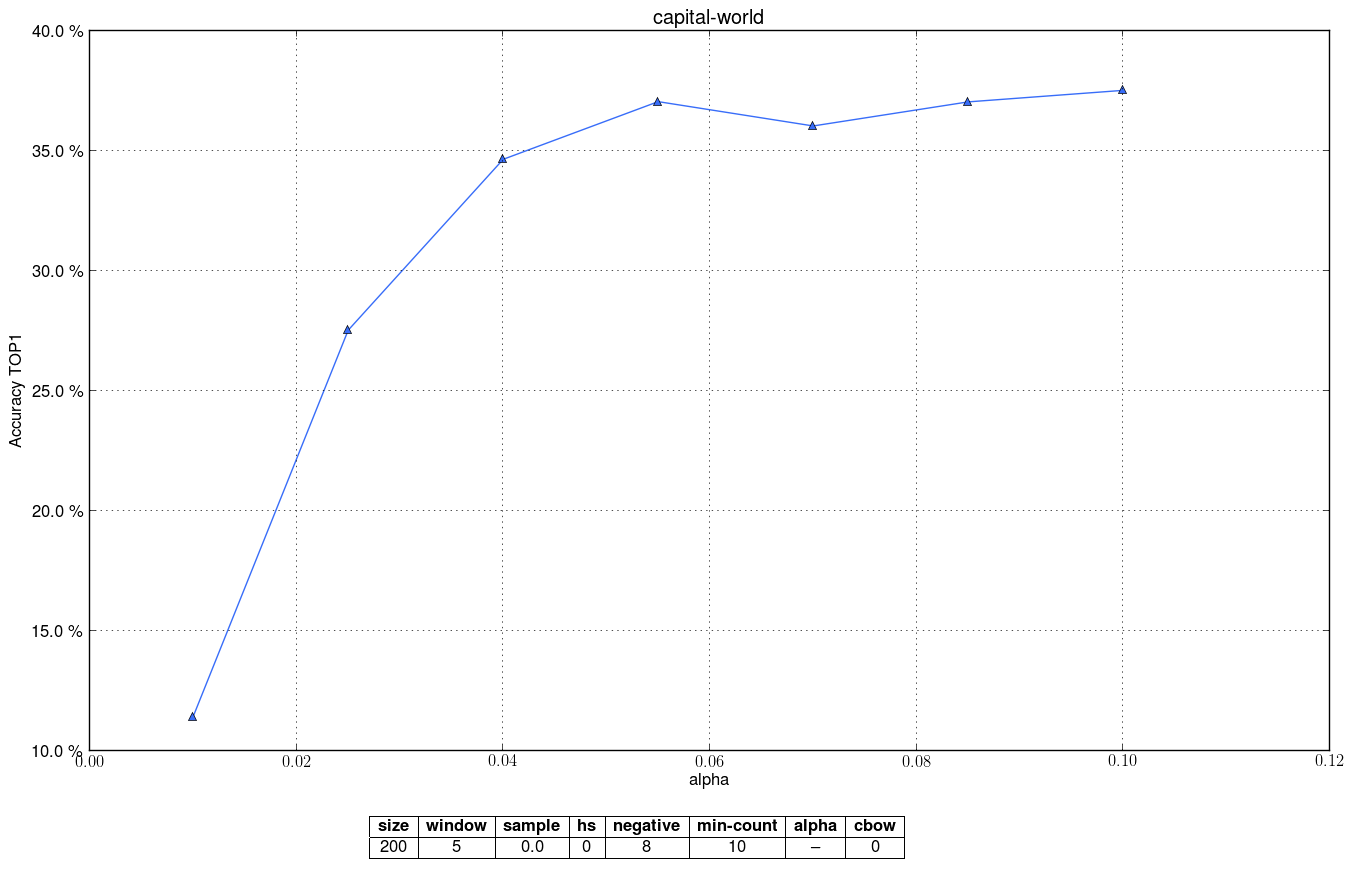 capital-world
40.0 %
35.0 %
30.0 %
25.0 %
20.0 %
15.0 %
10.0 %
Accuracy TOP1
0.00 0.02 0.04 0.06 0.08 0.10 0.12
alpha
size window sample hs negative min-count alpha cbow
200 5 0.0 0 8 10 – 0